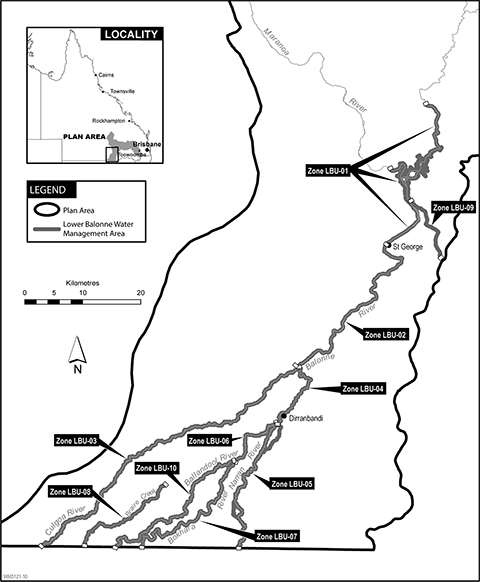 LOCALITY
Cairns
Townsville
Rockhampton
PLAN AREA
Brisbane
Toowoomba
LEGEND
Plan Area
Lower Balonne Water
Management Area
Kilometres
0 5 10 20
N
Maranoa
River
Zone LBU-01
Zone LBU-09
St George
River
Zone LBU-02
Balonne
Zone LBU-04
Dirranbandi
Zone LBU-06
Zone LBU-03
Zone LBU-10
Ballandool River
River
Zone LBU-08
Zone LBU-05
Narran
River
Culgoa River
Bokhara
Zone LBU-07